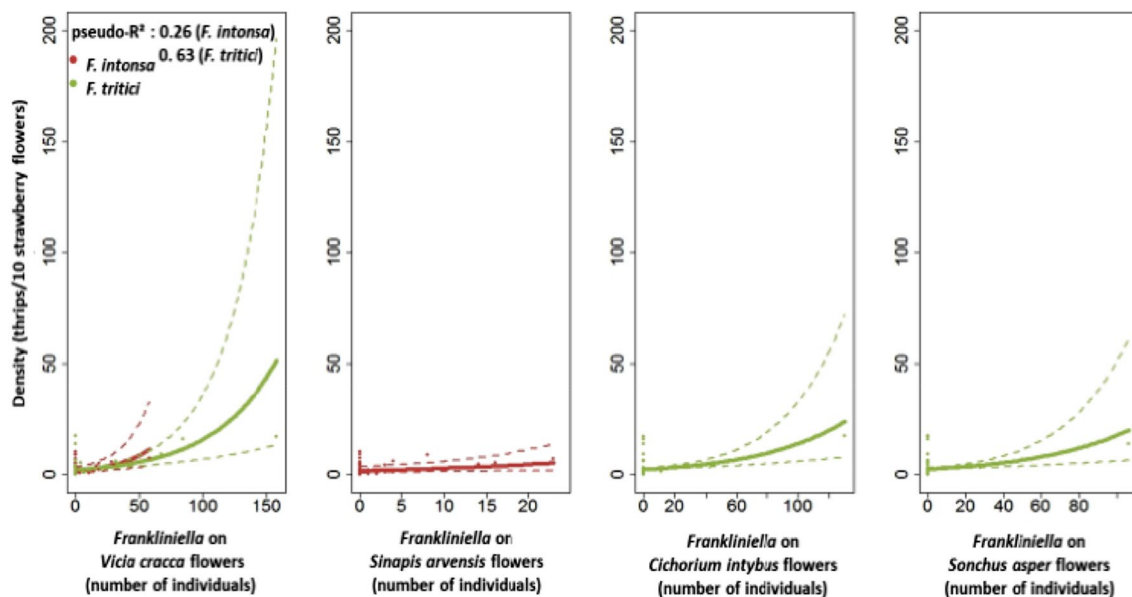 pseudo-R² : 0.26 (F. intonsa)
0. 63 (F. tritici)
F. intonsa
F. tritici
Density (thrips/10 strawberry flowers)
0 50 100 150 200
0 50 100 150
Frankliniella on
Vicia cracca flowers
(number of individuals)
0 50 100 150 200
0 5 10 15 20
Frankliniella on
Sinapis arvensis flowers
(number of individuals)
0 50 100 150 200
0 20 60 100
Frankliniella on
Cichorium intybus flowers
(number of individuals)
0 50 100 150 200
0 20 40 60 80
Frankliniella on
Sonchus asper flowers
(number of individuals)